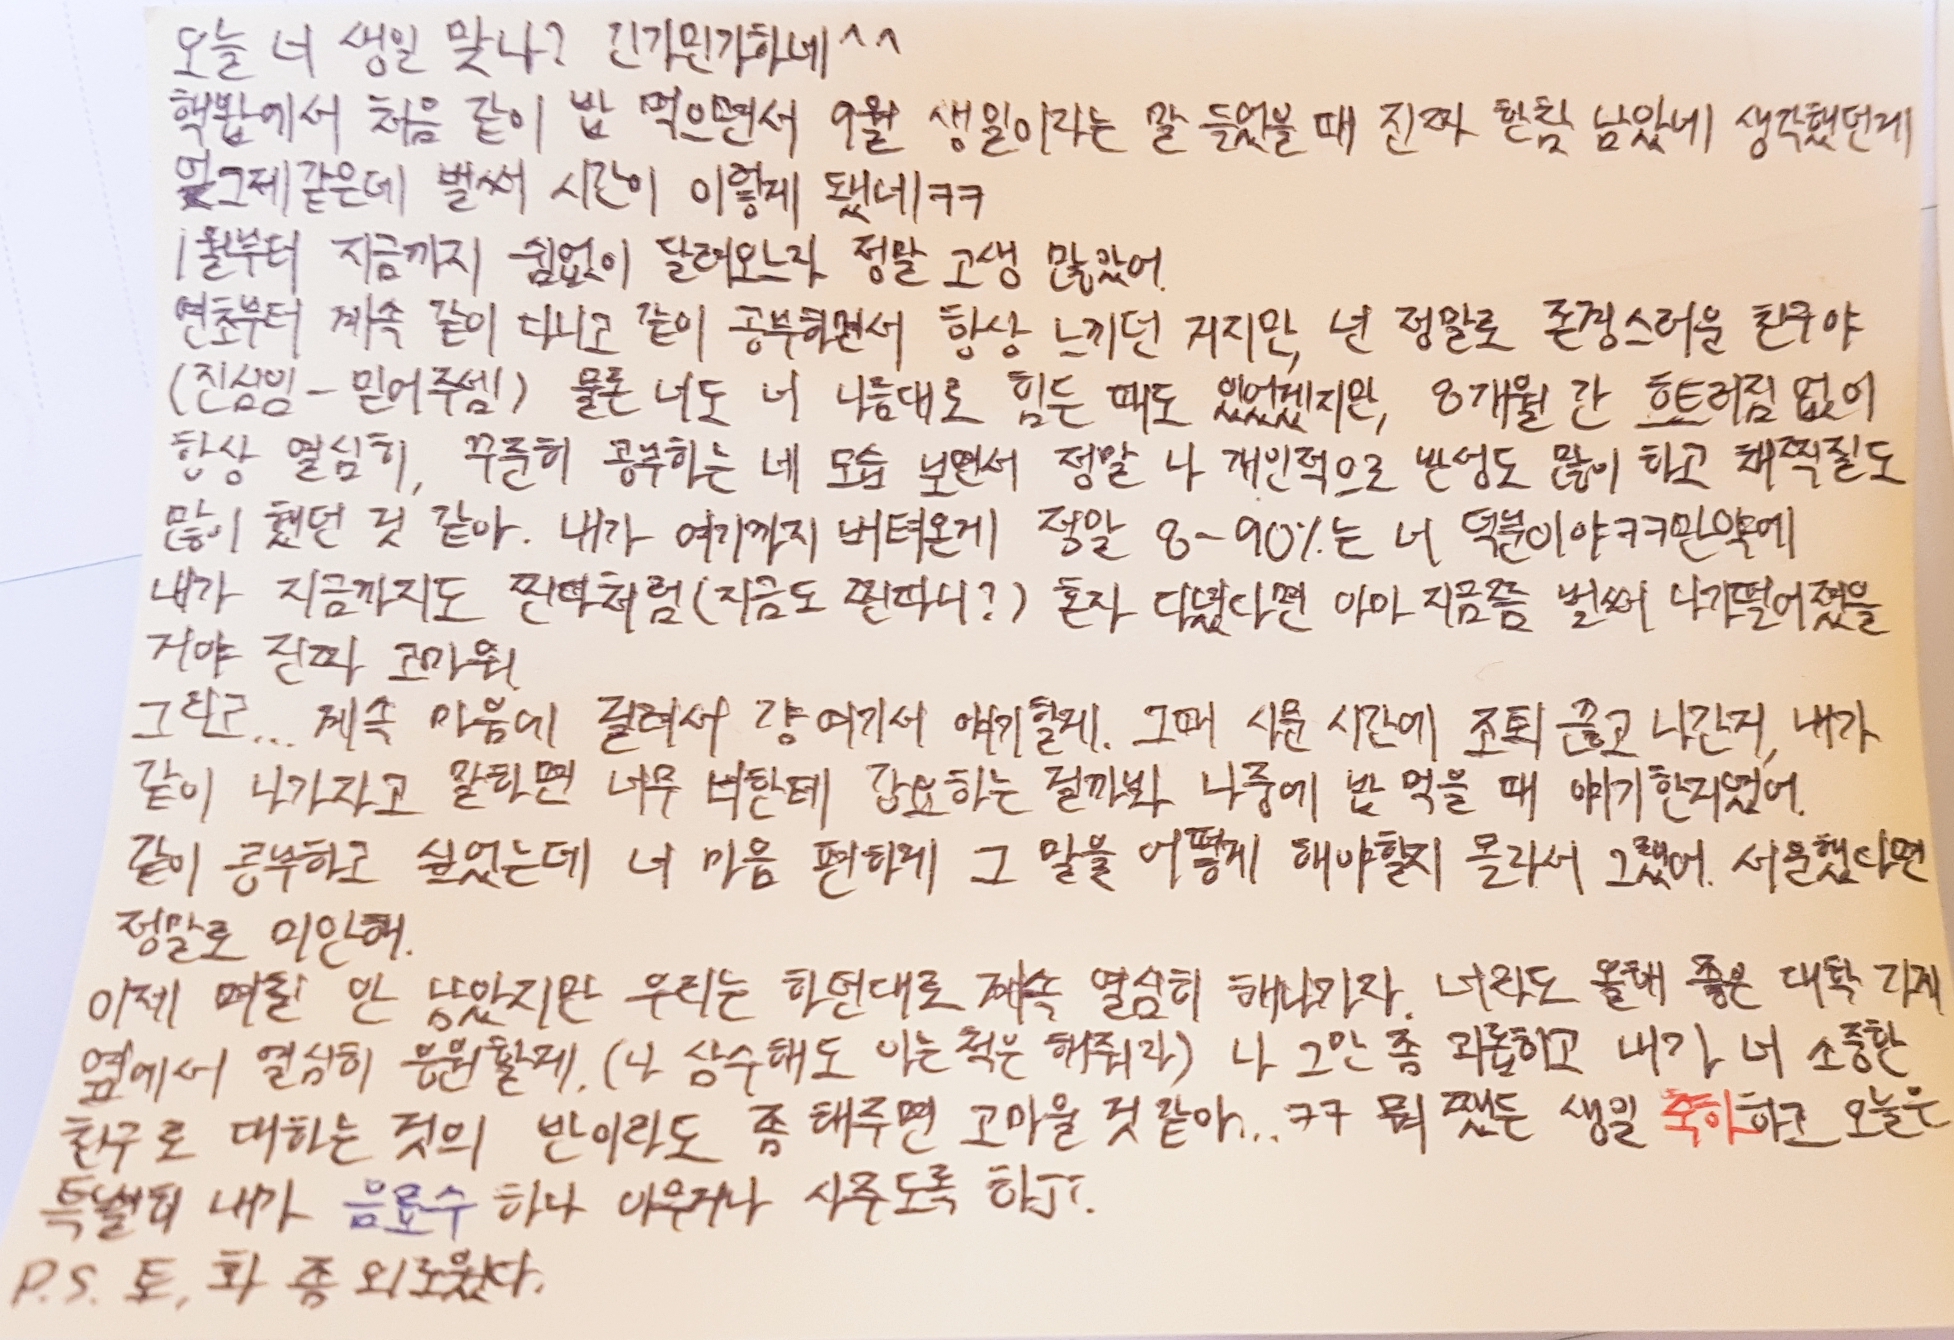 오늘 너 생일 맞나? 긴가민가하네^^
핵밥에서 처음 같이 밥 먹으면서 9월 생일이라는 말 들었을 때 진짜 한참 남았네 생각했던게
엊그제같은데 벌써 시간이 이렇게 됐네ㅋㅋ
1월부터 지금까지 쉼없이 달려오느라 정말 고생 많았어.
연초부터 계속 같이 다니고 같이 공부하면서 항상 느끼던 거지만, 넌 정말로 존경스러운 친구야
(진심임-믿어주셈!) 물론 너도 너 나름대로 힘든 때도 있었겠지만, 8개월 간 흐트러짐 없이
항상 열심히, 꾸준히 공부하는 네 모습 보면서 정말 나 개인적으로 반성도 많이 하고 채찍질도
많이 했던 것 같아. 내가 여기까지 버텨온게 정말 8~90%는 너 덕분이야ㅋㅋ만약에
내가 지금까지도 찐따처럼(지금도 찐따니?) 혼자 다녔다면 아마 지금쯤 벌써 나가떨어졌을
거야 진짜 고마워.
그리고... 계속 마음에 걸려서 걍 여기서 얘기할게. 그때 사문 시간에 조퇴 끊고 나간거, 내가
같이 나가자고 말하면 너무 너한테 강요하는 걸까봐 나중에 밥 먹을 때 얘기한거였어.
같이 공부하고 싶었는데 너 마음 편하게 그 말을 어떻게 해야할지 몰라서 그랬어. 서운했다면
정말로 미안해.
이제 며칠 안 남았지만 우리는 하던대로 계속 열심히 해나가자. 너라도 올해 좋은 대학 가게
옆에서 열심히 응원할게. (나 삼수해도 아는척은 해줘라) 나 그만 좀 괴롭히고 내가 너 소중한
친구로 대하는 것의 반이라도 좀 해주면 고마울 것 같아... ㅋㅋ 뭐 쨌든 생일 축하하고 오늘은
특별히 내가 음료수 하나 아무거나 사주도록 하지.
P.S. 토, 화 좀 외로웠다.